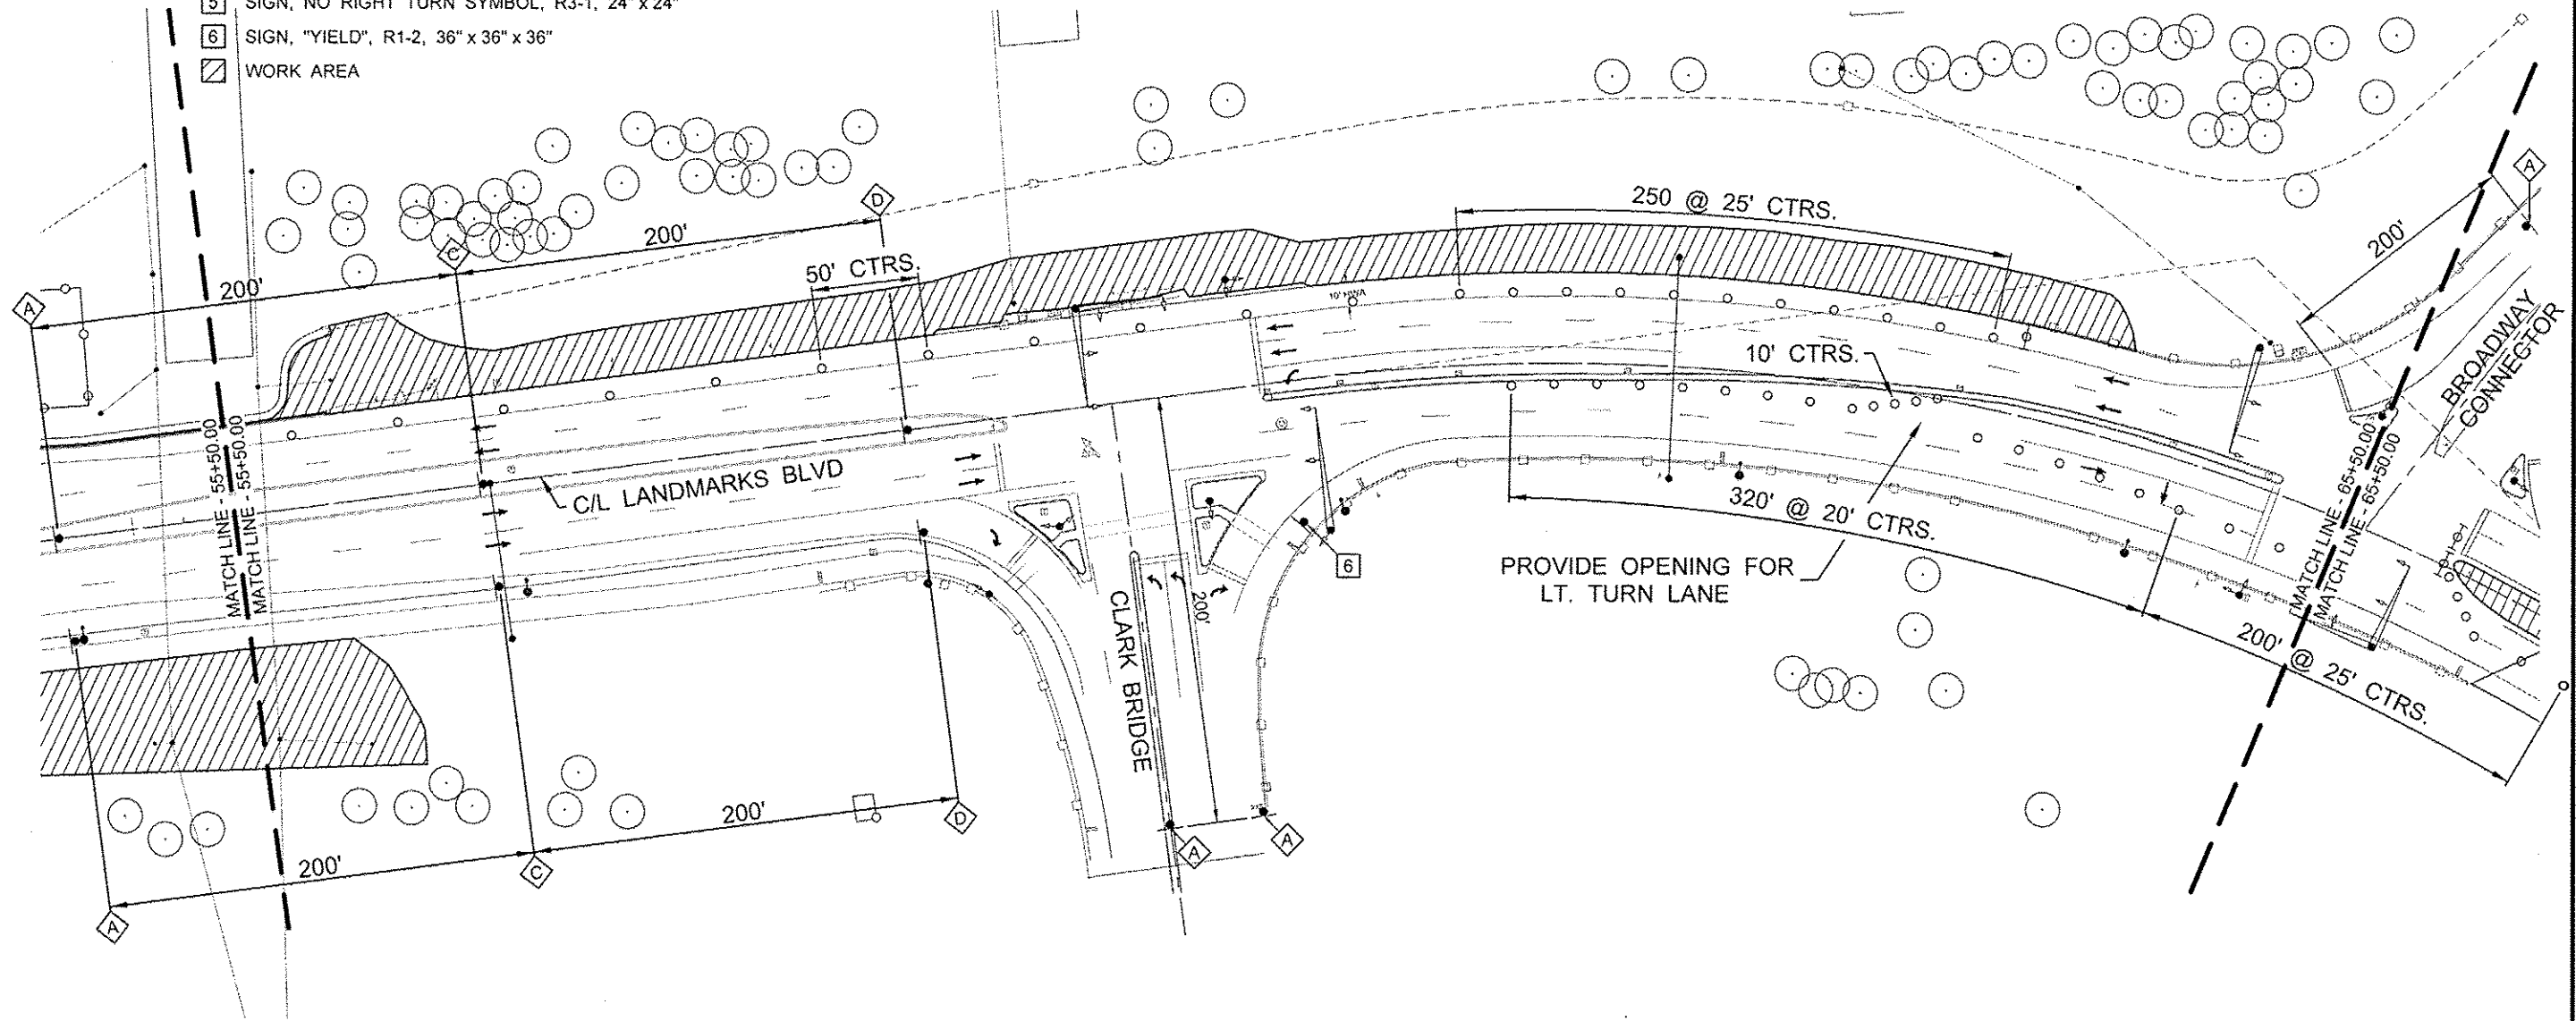 5 SIGN, NO RIGHT TURN SYMBOL, R3-1, 24" x 24"
6 SIGN, "YIELD", R1-2, 36" x 36" x 36"
WORK AREA
A
200'
C
200'
D
50' CTRS.
250 @ 25' CTRS.
200'
A
10' CTRS.
BROADWAY
CONNECTOR
MATCH LINE - 55+50.00
MATCH LINE - 55+50.00
C/L LANDMARKS BLVD
CLARK BRIDGE
200'
6
PROVIDE OPENING FOR
LT. TURN LANE
320' @ 20' CTRS.
MATCH LINE - 65+50.00
MATCH LINE - 65+50.00
200' @ 25' CTRS.
A
200'
C
200'
D
A
A